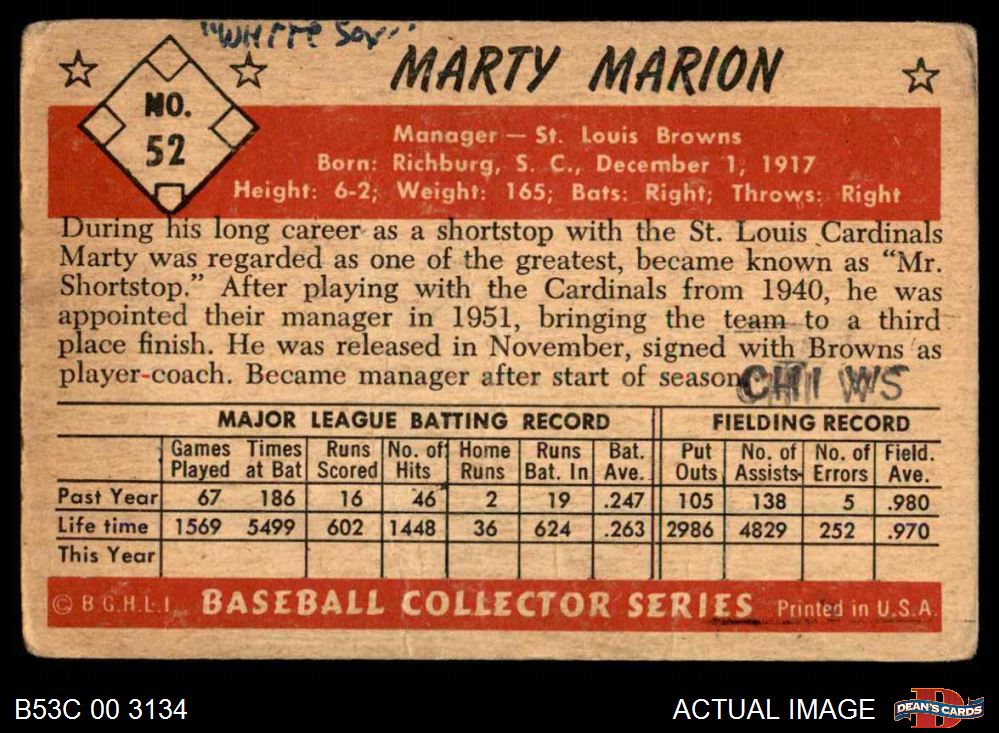 "White Sox"
MARTY MARION
NO.
52
Manager — St. Louis Browns
Born: Richburg, S. C., December 1, 1917
Height: 6-2; Weight: 165; Bats: Right; Throws: Right
During his long career as a shortstop with the St. Louis Cardinals
Marty was regarded as one of the greatest, became known as “Mr.
Shortstop.” After playing with the Cardinals from 1940, he was
appointed their manager in 1951, bringing the team to a third
place finish. He was released in November, signed with Browns as
player-coach. Became manager after start of season. CHI WS
MAJOR LEAGUE BATTING RECORD FIELDING RECORD
Games Times Runs No. of Home Runs Bat. Put No. of No. of Field.
Played at Bat Scored Hits Runs Bat. In Ave. Outs Assists Errors Ave.
Past Year 67 186 16 46 2 19 .247 105 138 5 .980
Life time 1569 5499 602 1448 36 624 .263 2986 4829 252 .970
This Year
© B.G.H.L.I. BASEBALL COLLECTOR SERIES Printed in U.S.A.
B53C 00 3134 ACTUAL IMAGE D DEAN'S CARDS